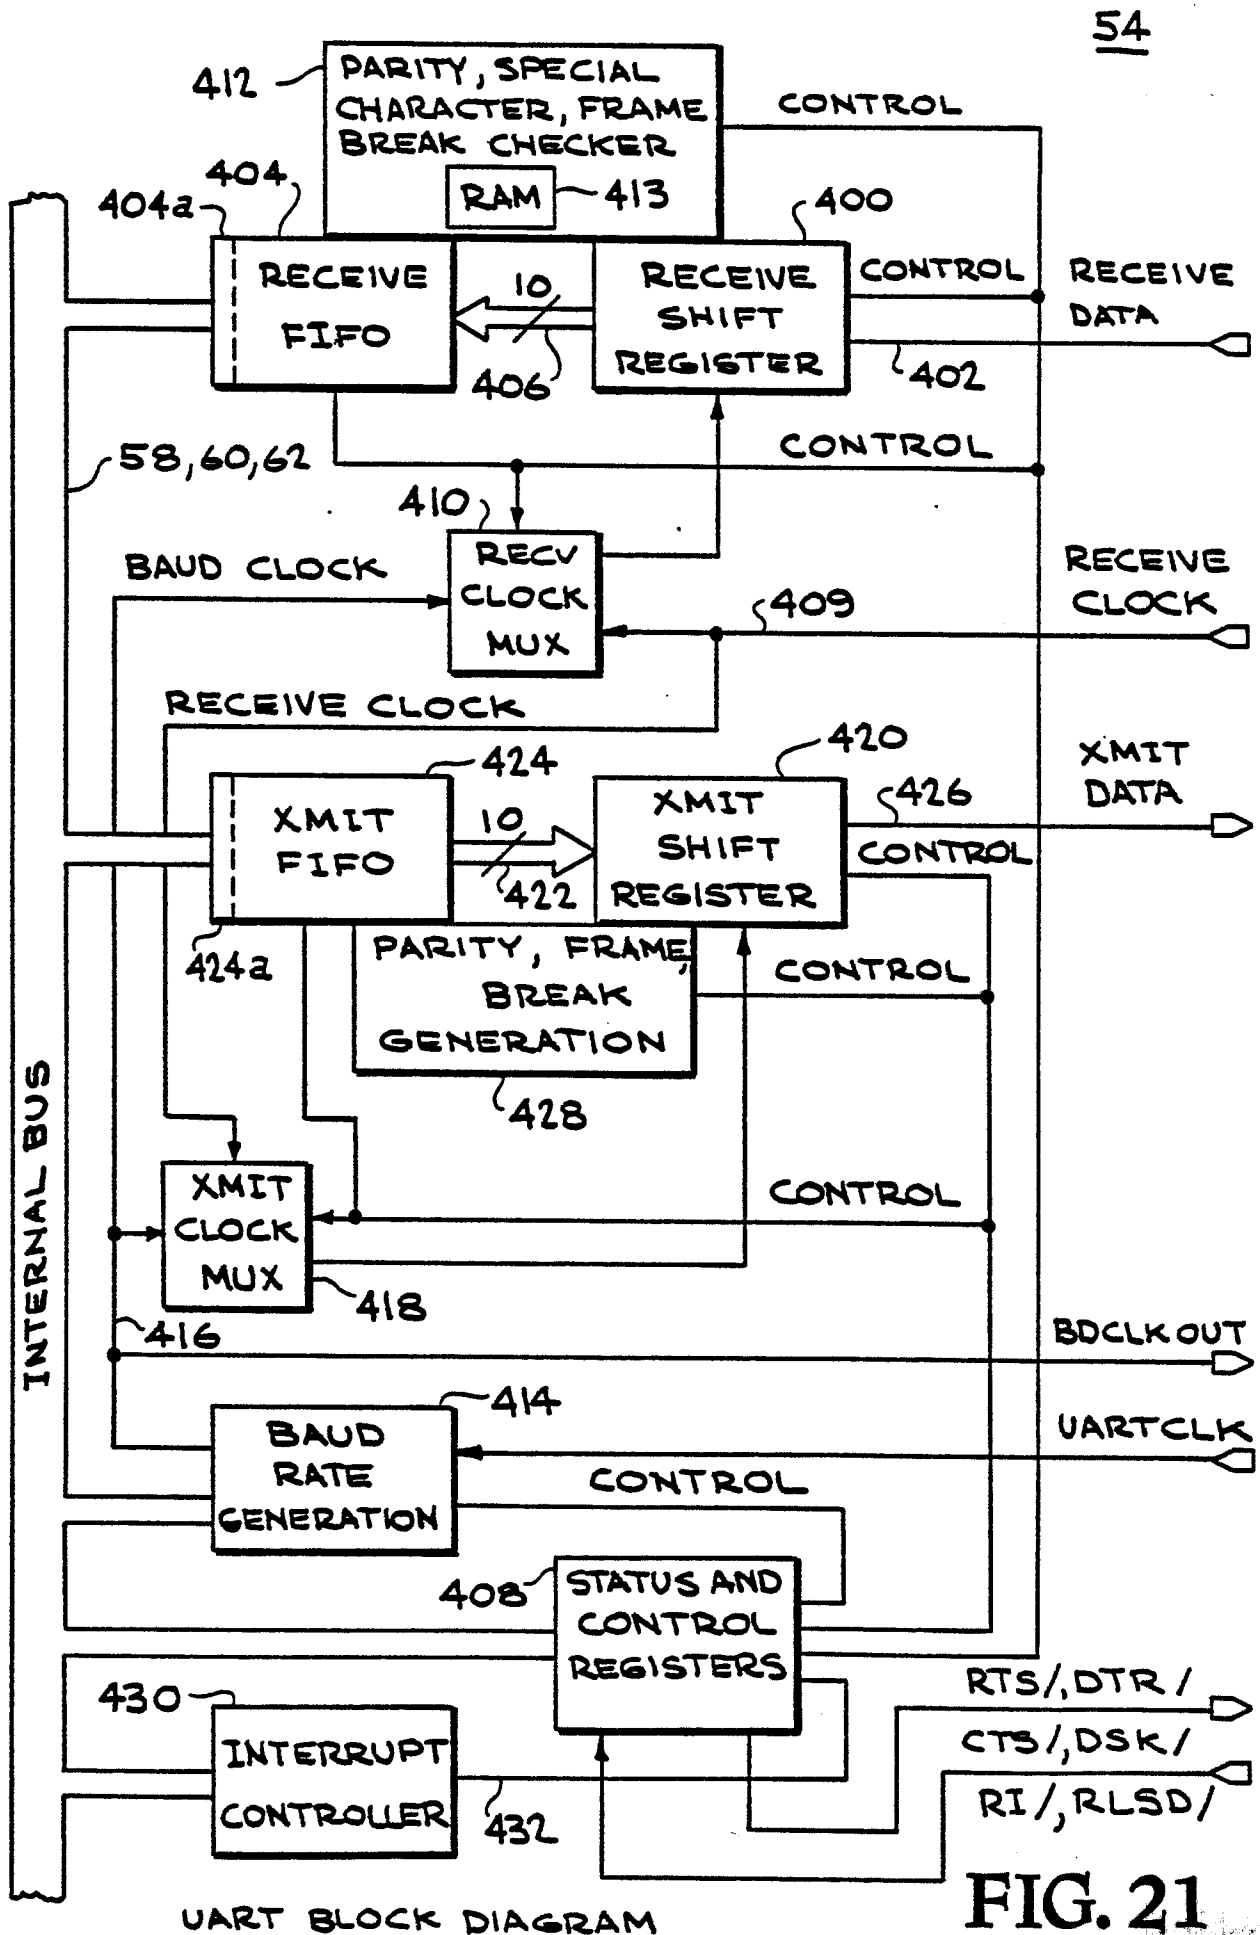 54
412
PARITY, SPECIAL
CHARACTER, FRAME
BREAK CHECKER
CONTROL
RAM
413
404
404a
400
RECEIVE
FIFO
10
406
RECEIVE
SHIFT
REGISTER
CONTROL
RECEIVE
DATA
402
58,60,62
CONTROL
410
BAUD CLOCK
RECV
CLOCK
MUX
409
RECEIVE
CLOCK
RECEIVE CLOCK
424
420
XMIT
DATA
XMIT
FIFO
10
422
XMIT
SHIFT
REGISTER
426
CONTROL
424a
PARITY, FRAME,
BREAK
GENERATION
CONTROL
428
INTERNAL BUS
XMIT
CLOCK
MUX
CONTROL
418
416
BDCLKOUT
414
BAUD
RATE
GENERATION
UARTCLK
CONTROL
408
STATUS AND
CONTROL
REGISTERS
430
INTERRUPT
CONTROLLER
432
RTS/,DTR/
CTS/,DSK/
RI/,RLSD/
UART BLOCK DIAGRAM
FIG. 21